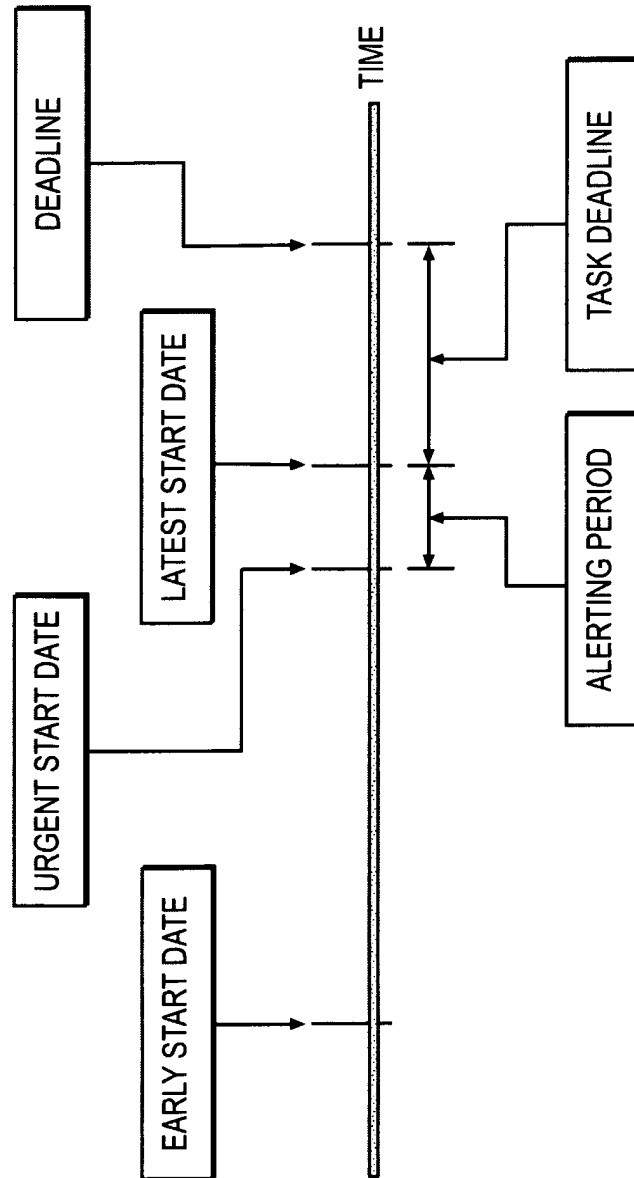 DEADLINE
URGENT START DATE
LATEST START DATE
EARLY START DATE
TIME
ALERTING PERIOD
TASK DEADLINE